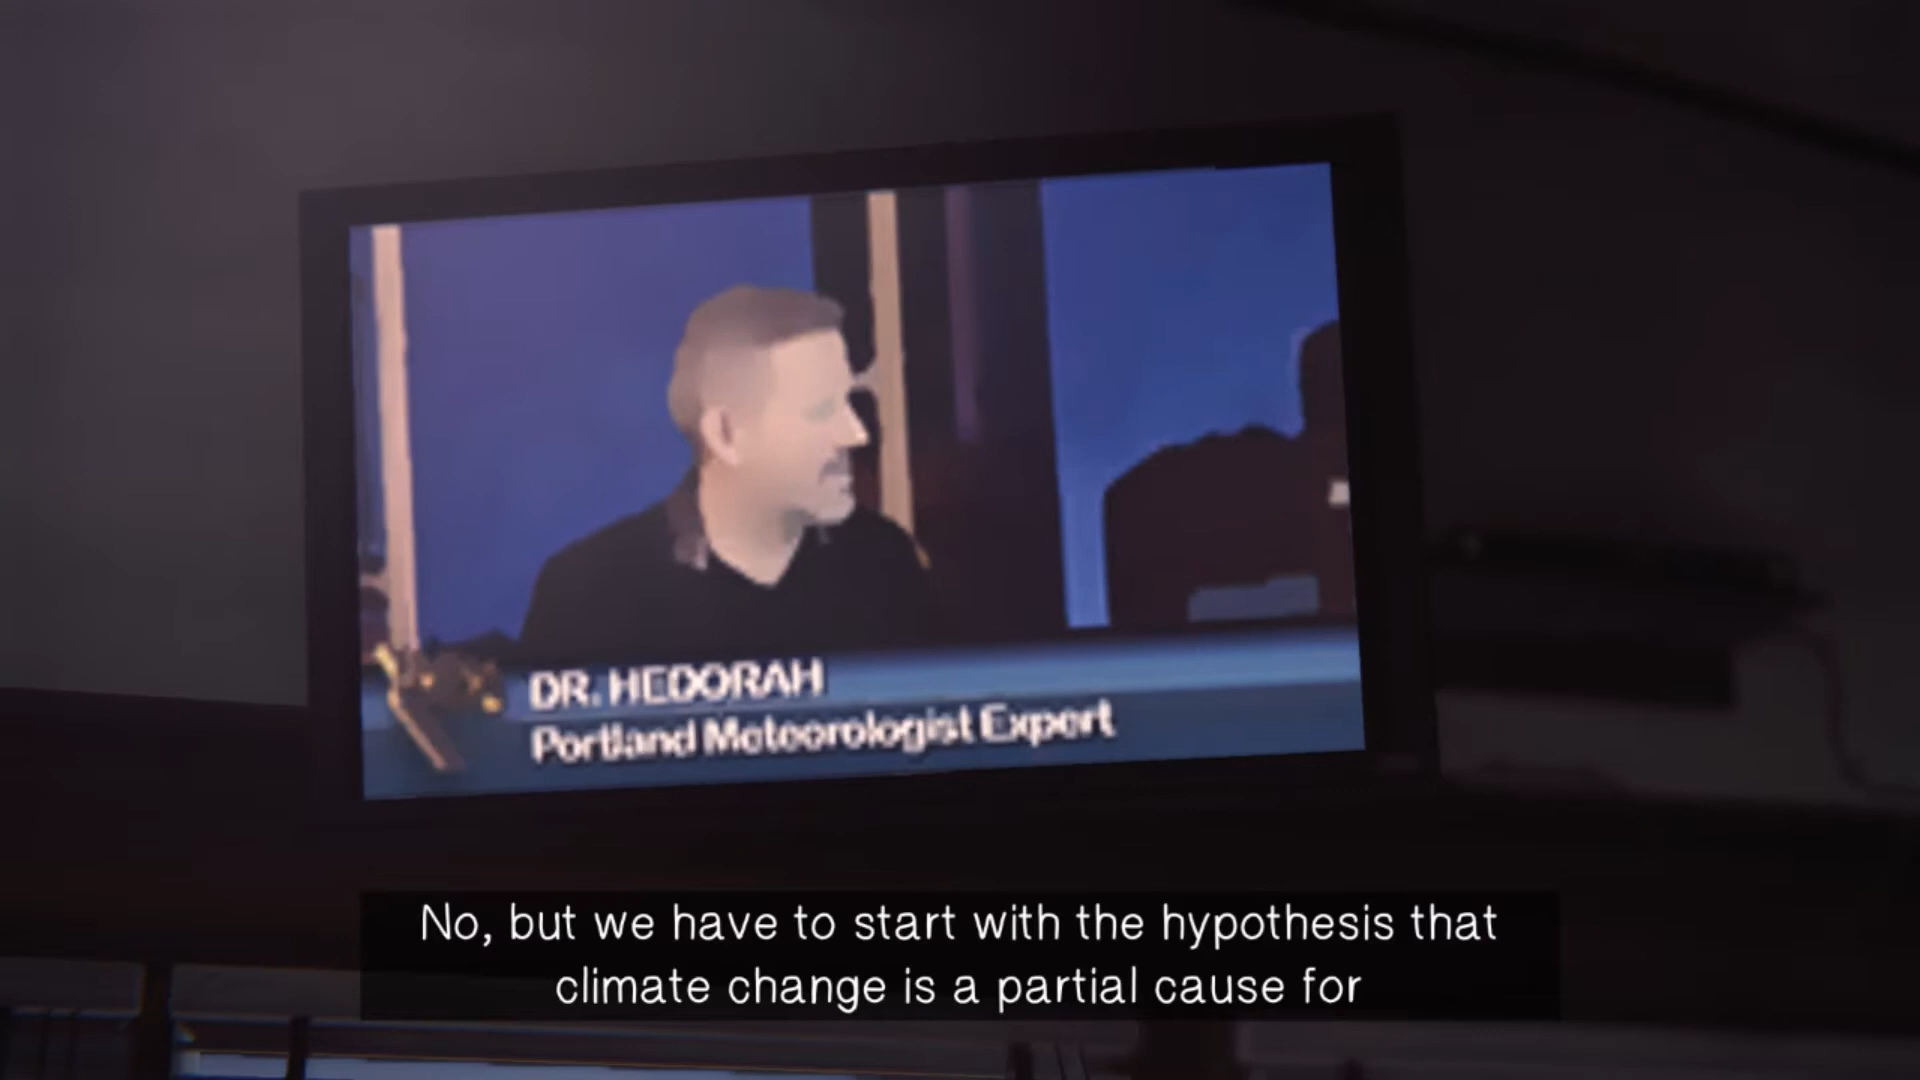 DR. HEDORAH
Portland Meteorologist Expert
No, but we have to start with the hypothesis that
climate change is a partial cause for